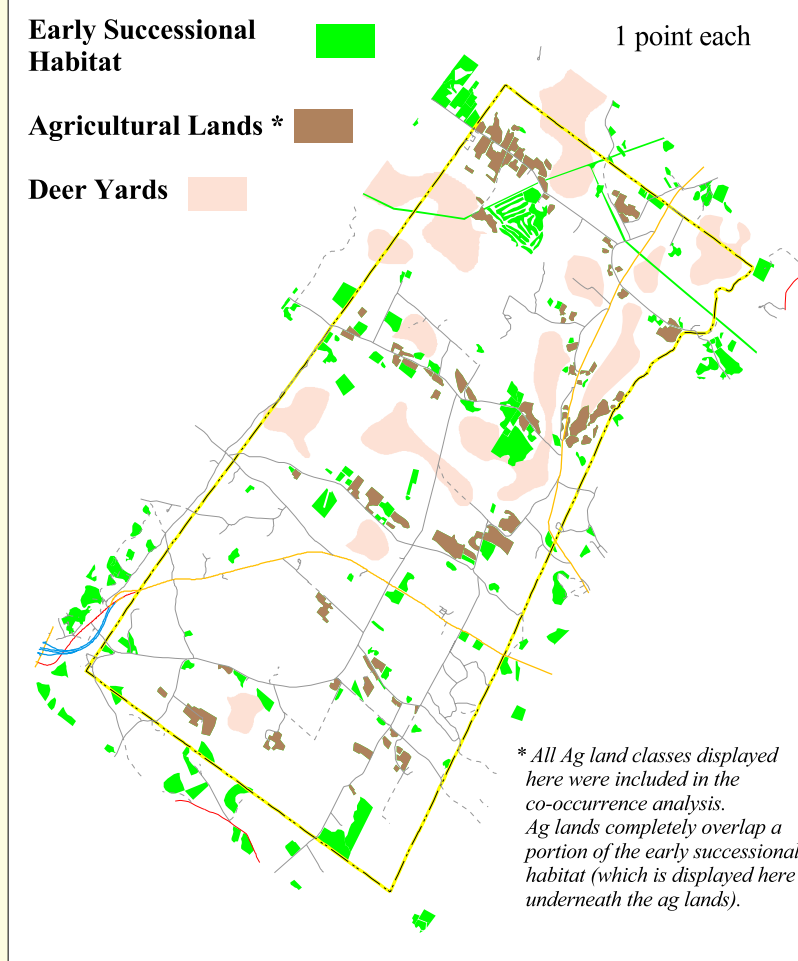 Early Successional
Habitat
1 point each
Agricultural Lands *
Deer Yards
* All Ag land classes displayed
here were included in the
co-occurrence analysis.
Ag lands completely overlap a
portion of the early successional
habitat (which is displayed here
underneath the ag lands).